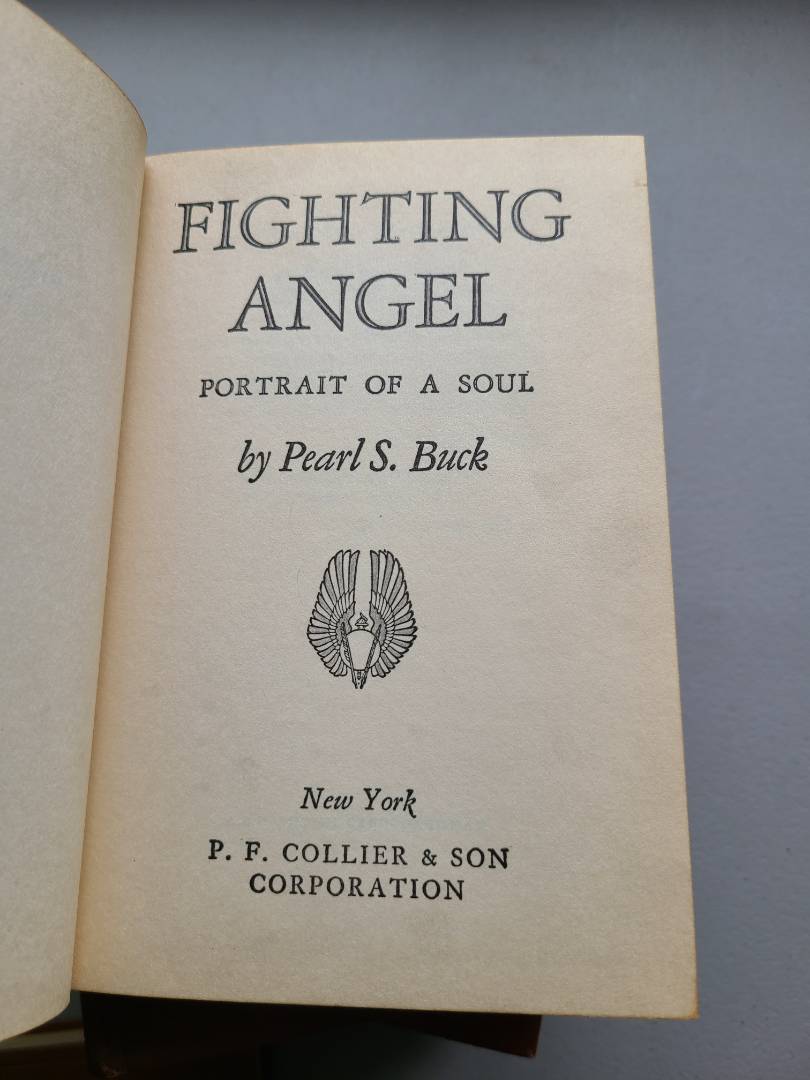 FIGHTING
ANGEL
PORTRAIT OF A SOUL
by Pearl S. Buck
New York
P. F. COLLIER & SON
CORPORATION